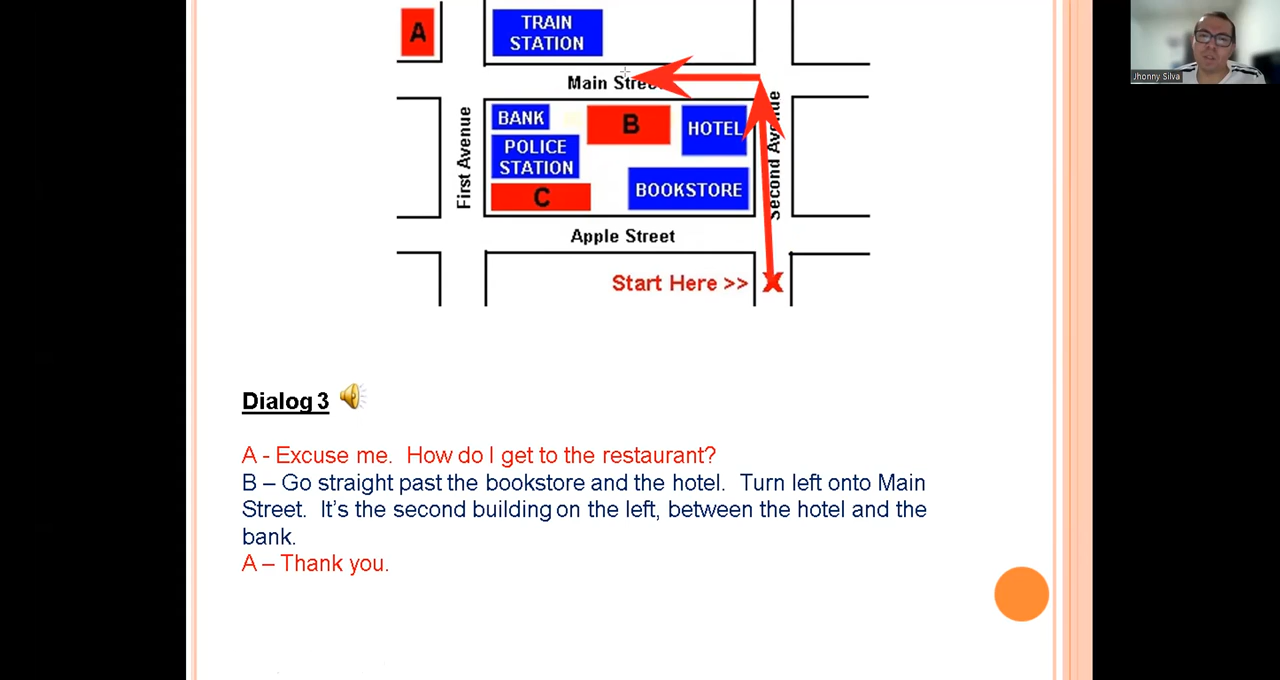 A
TRAIN
STATION
Jhonny Silva
Main Street
BANK
B
HOTEL
First Avenue
POLICE
STATION
Second Avenue
C
BOOKSTORE
Apple Street
Start Here >> X
Dialog 3
A - Excuse me. How do I get to the restaurant?
B – Go straight past the bookstore and the hotel. Turn left onto Main
Street. It's the second building on the left, between the hotel and the
bank.
A – Thank you.